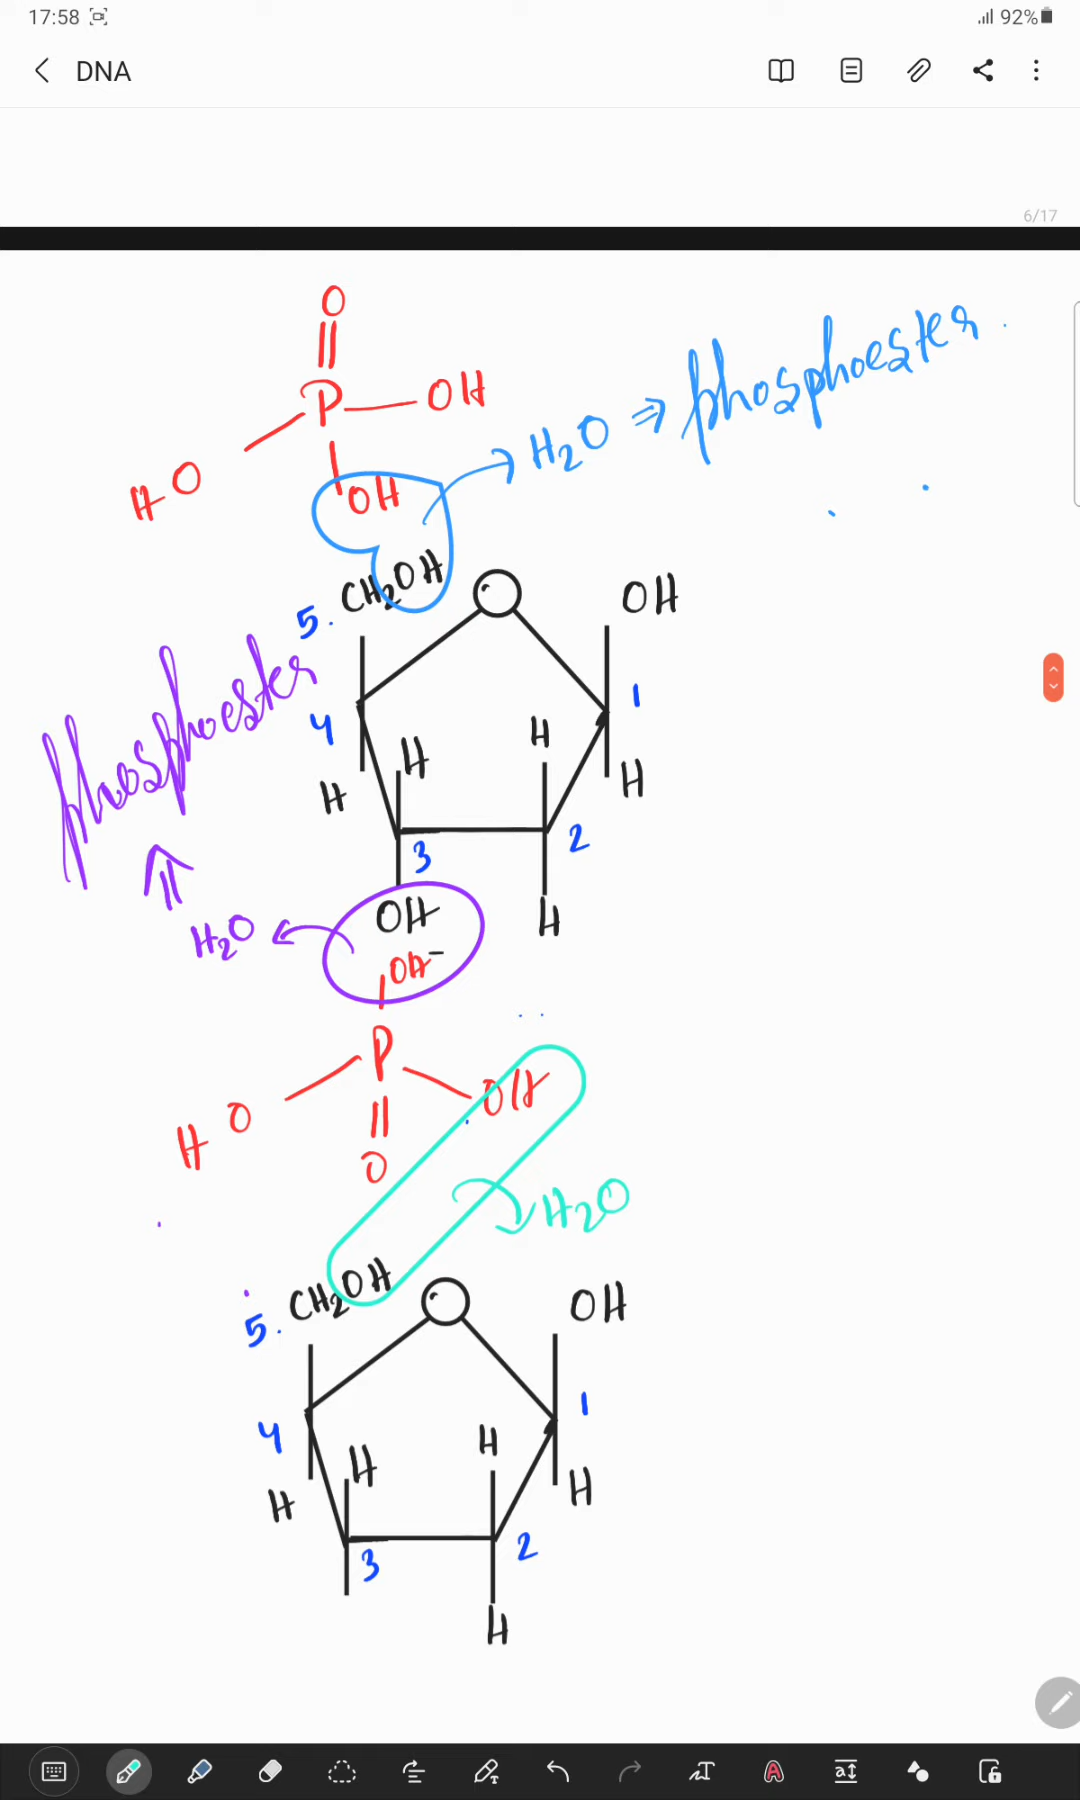 17:58
92%
DNA
6/17
O
P
OH
HO
OH
H₂O ⇒ phosphoester
CH₂OH
5.
OH
phosphoester
4
1
H
H
H
H
3
2
H₂O
OH
H
OH⁻
P
OH
HO
O
H₂O
CH₂OH
OH
5.
4
1
H
H
H
H
3
2
H